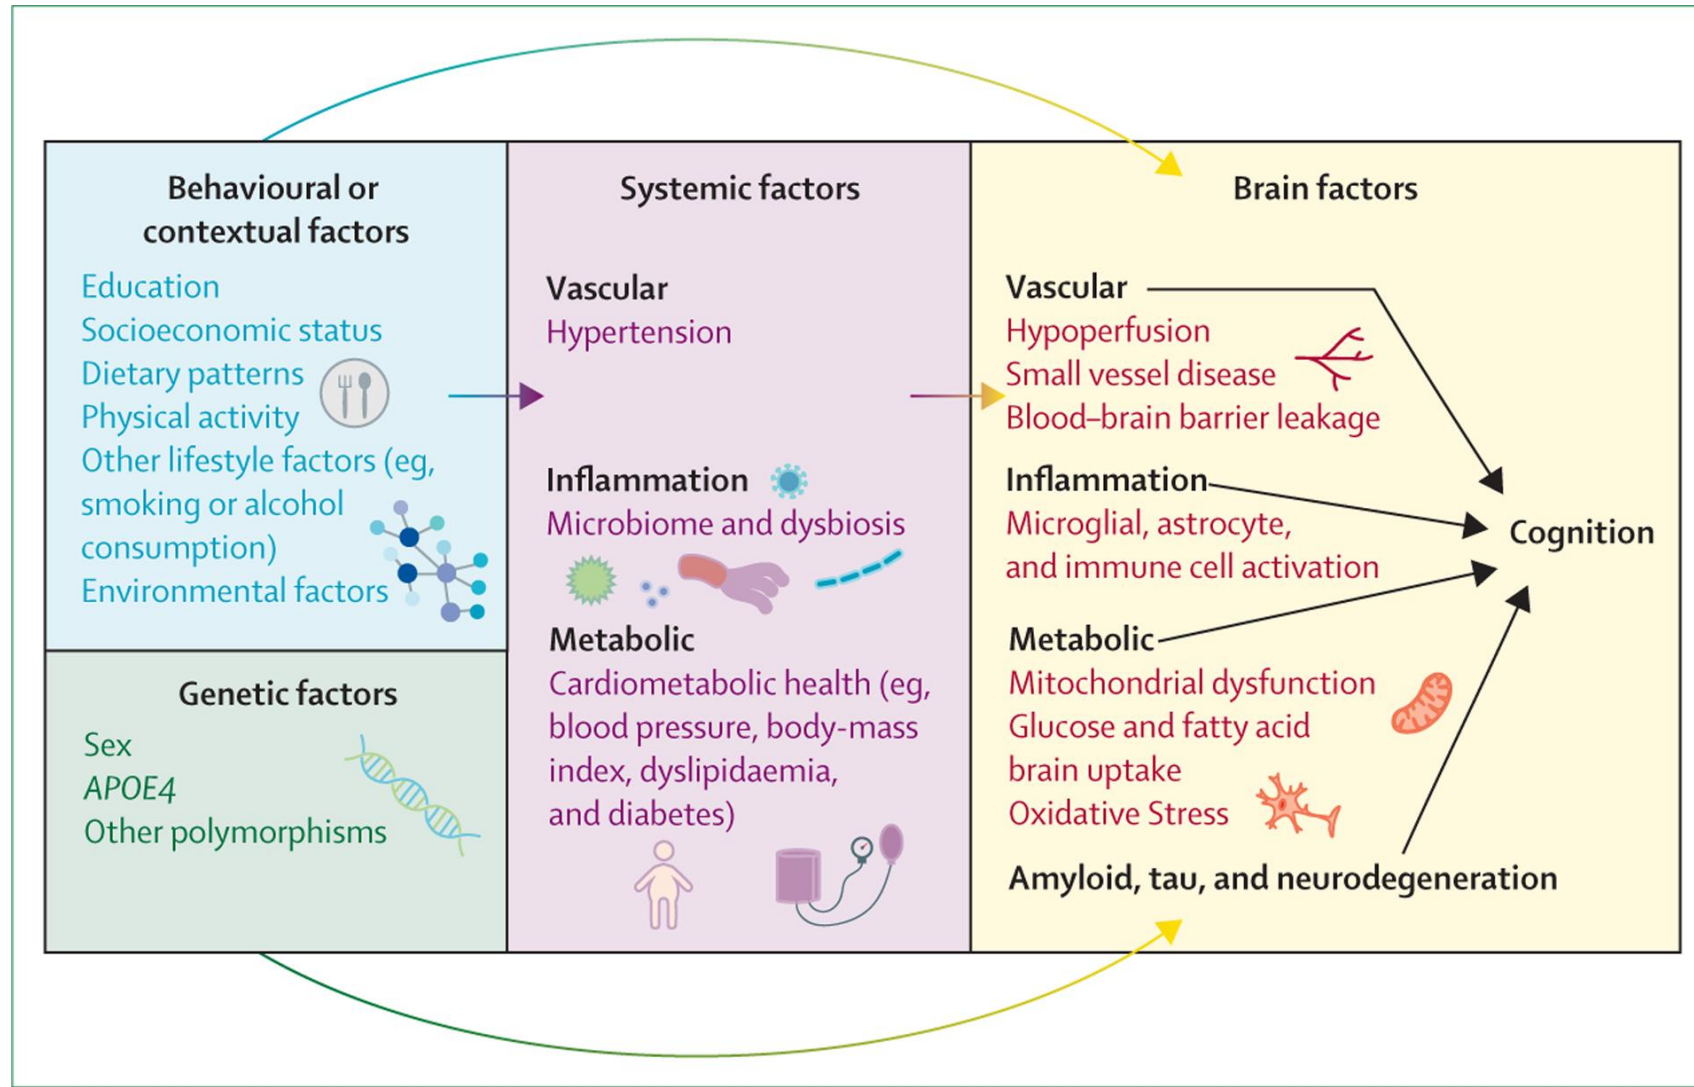 Behavioural or
contextual factors
Education
Socioeconomic status
Dietary patterns
Physical activity
Other lifestyle factors (eg,
smoking or alcohol
consumption)
Environmental factors
Genetic factors
Sex
APOE4
Other polymorphisms
Systemic factors
Vascular
Hypertension
Inflammation
Microbiome and dysbiosis
Metabolic
Cardiometabolic health (eg,
blood pressure, body-mass
index, dyslipidaemia,
and diabetes)
Brain factors
Vascular
Hypoperfusion
Small vessel disease
Blood–brain barrier leakage
Inflammation
Microglial, astrocyte,
and immune cell activation
Metabolic
Mitochondrial dysfunction
Glucose and fatty acid
brain uptake
Oxidative Stress
Amyloid, tau, and neurodegeneration
Cognition